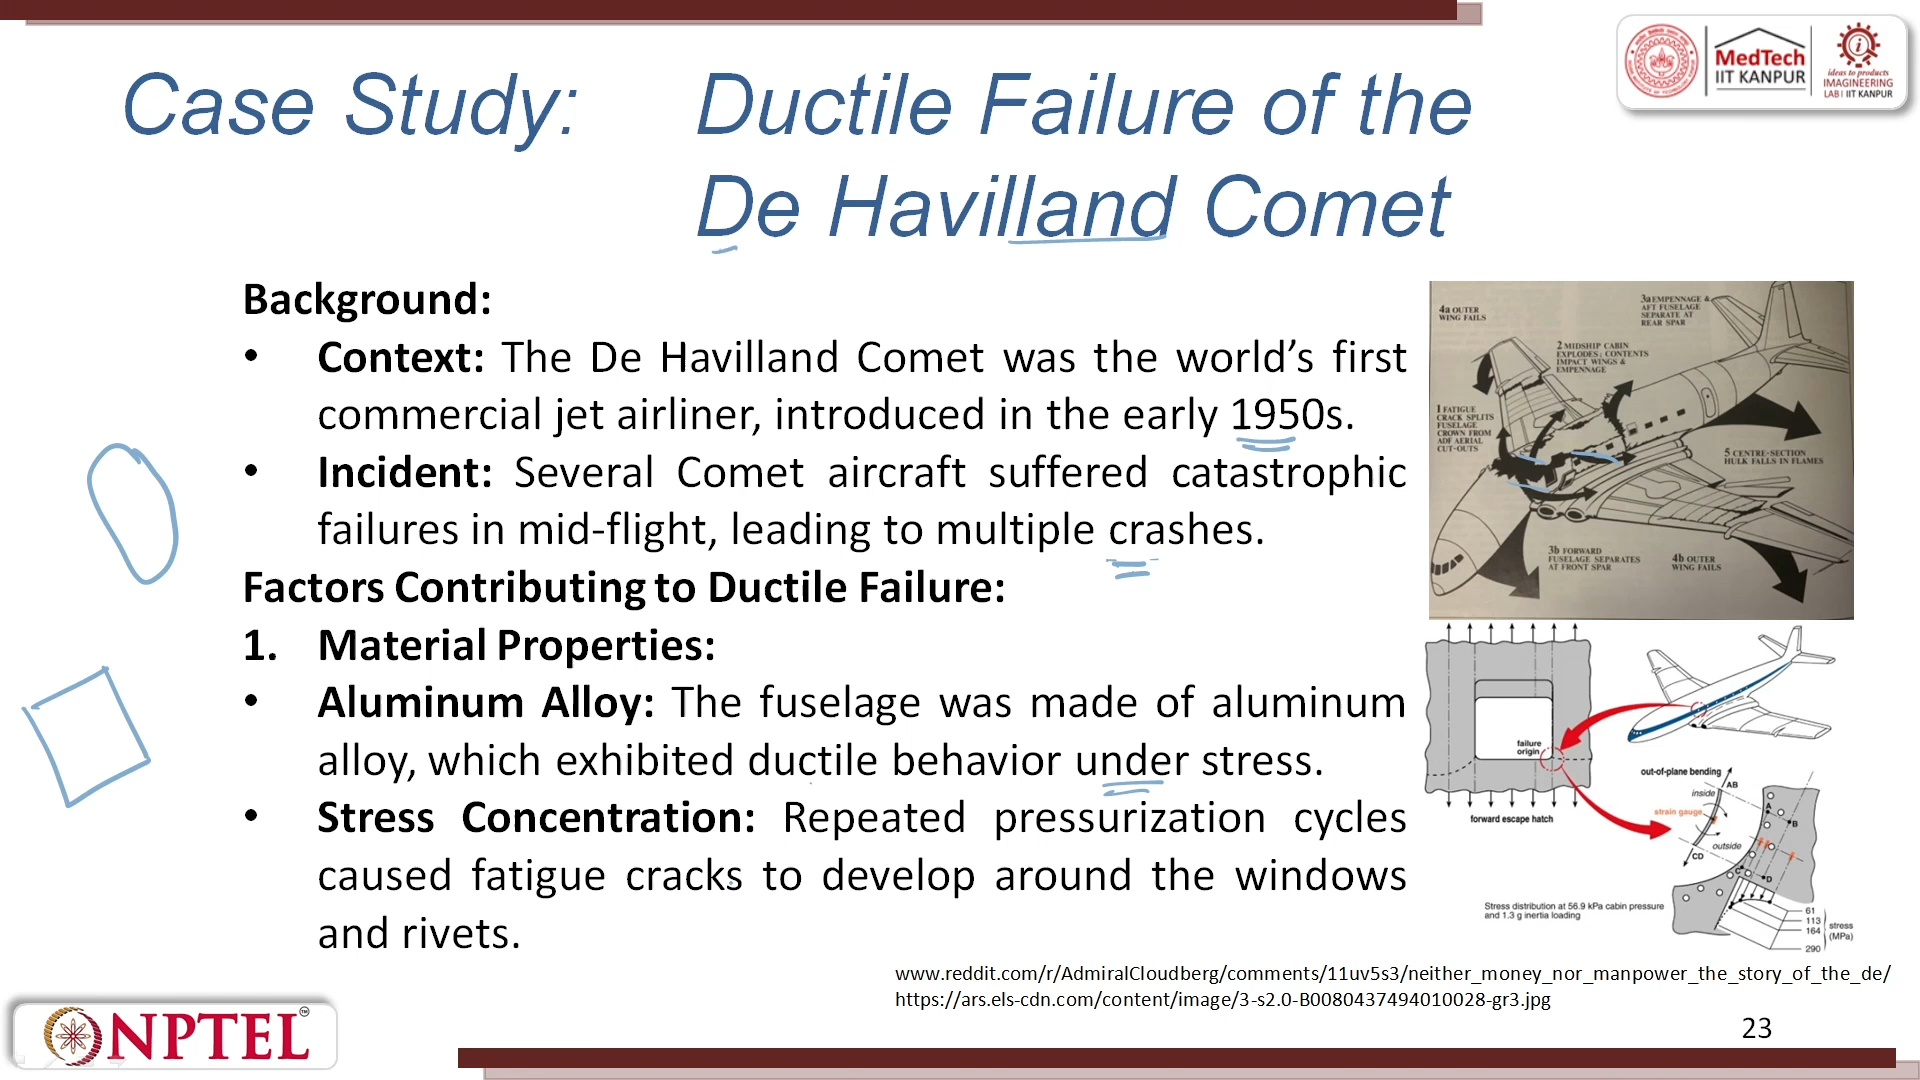 MedTech
IIT KANPUR
ideas to products
IMAGINEERING
LAB | IIT KANPUR
Case Study: Ductile Failure of the
De Havilland Comet
Background:
• Context: The De Havilland Comet was the world’s first
commercial jet airliner, introduced in the early 1950s.
• Incident: Several Comet aircraft suffered catastrophic
failures in mid-flight, leading to multiple crashes.
Factors Contributing to Ductile Failure:
1. Material Properties:
• Aluminum Alloy: The fuselage was made of aluminum
alloy, which exhibited ductile behavior under stress.
• Stress Concentration: Repeated pressurization cycles
caused fatigue cracks to develop around the windows
and rivets.
4a OUTER
WING FAILS
3a EMPENNAGE &
AFT FUSELAGE
SEPARATE AT
REAR SPAR
2 MIDSHIP CABIN
EXPLODES; CONTENTS
IMPACT WINGS &
EMPENNAGE
1 FATIGUE
CRACK SPLITS
FUSELAGE
CROWN FROM
ADF AERIAL
CUT-OUTS
5 CENTRE-SECTION
HULK FALLS IN FLAMES
3b FORWARD
FUSELAGE SEPARATES
AT FRONT SPAR
4b OUTER
WING FAILS
failure
origin
forward escape hatch
out-of-plane bending
AB
inside
strain gauge
outside
CD
A
B
C
D
Stress distribution at 56.9 kPa cabin pressure
and 1.3 g inertia loading
61
113
164
290
stress
(MPa)
www.reddit.com/r/AdmiralCloudberg/comments/11uv5s3/neither_money_nor_manpower_the_story_of_the_de/
https://ars.els-cdn.com/content/image/3-s2.0-B0080437494010028-gr3.jpg
NPTEL
TM
23